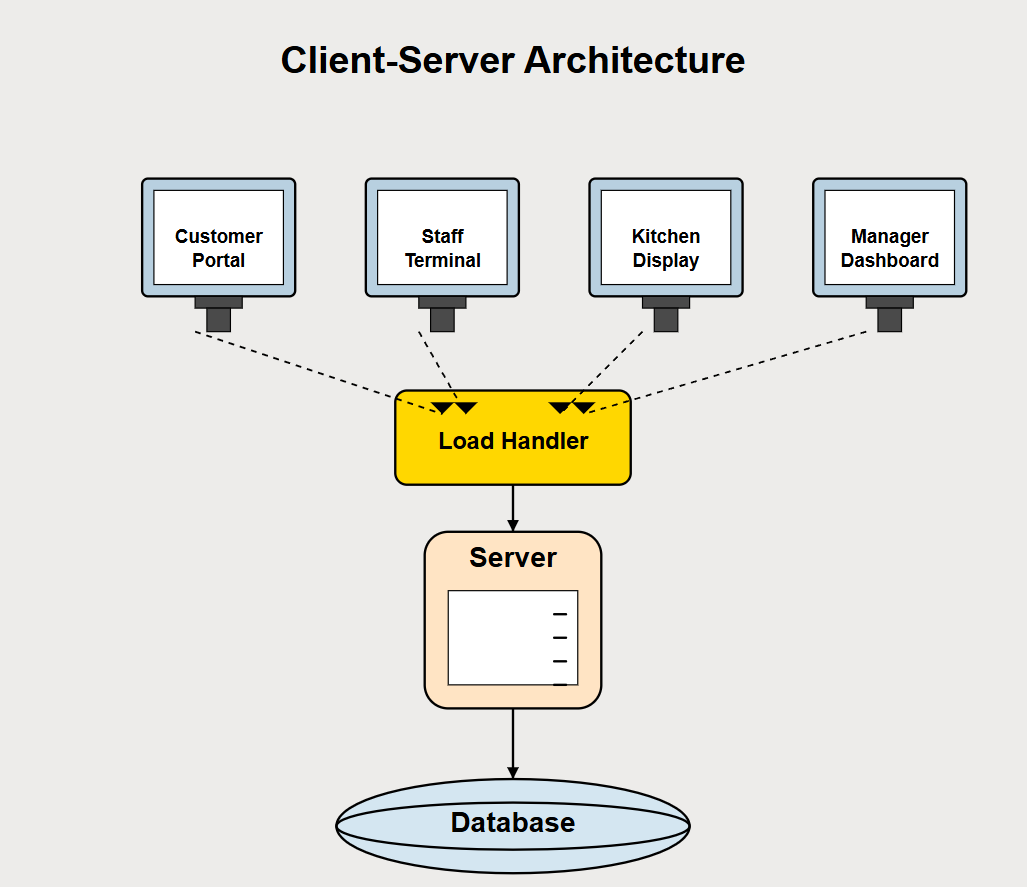 Client-Server Architecture
Customer
Portal
Staff
Terminal
Kitchen
Display
Manager
Dashboard
Load Handler
Server
Database